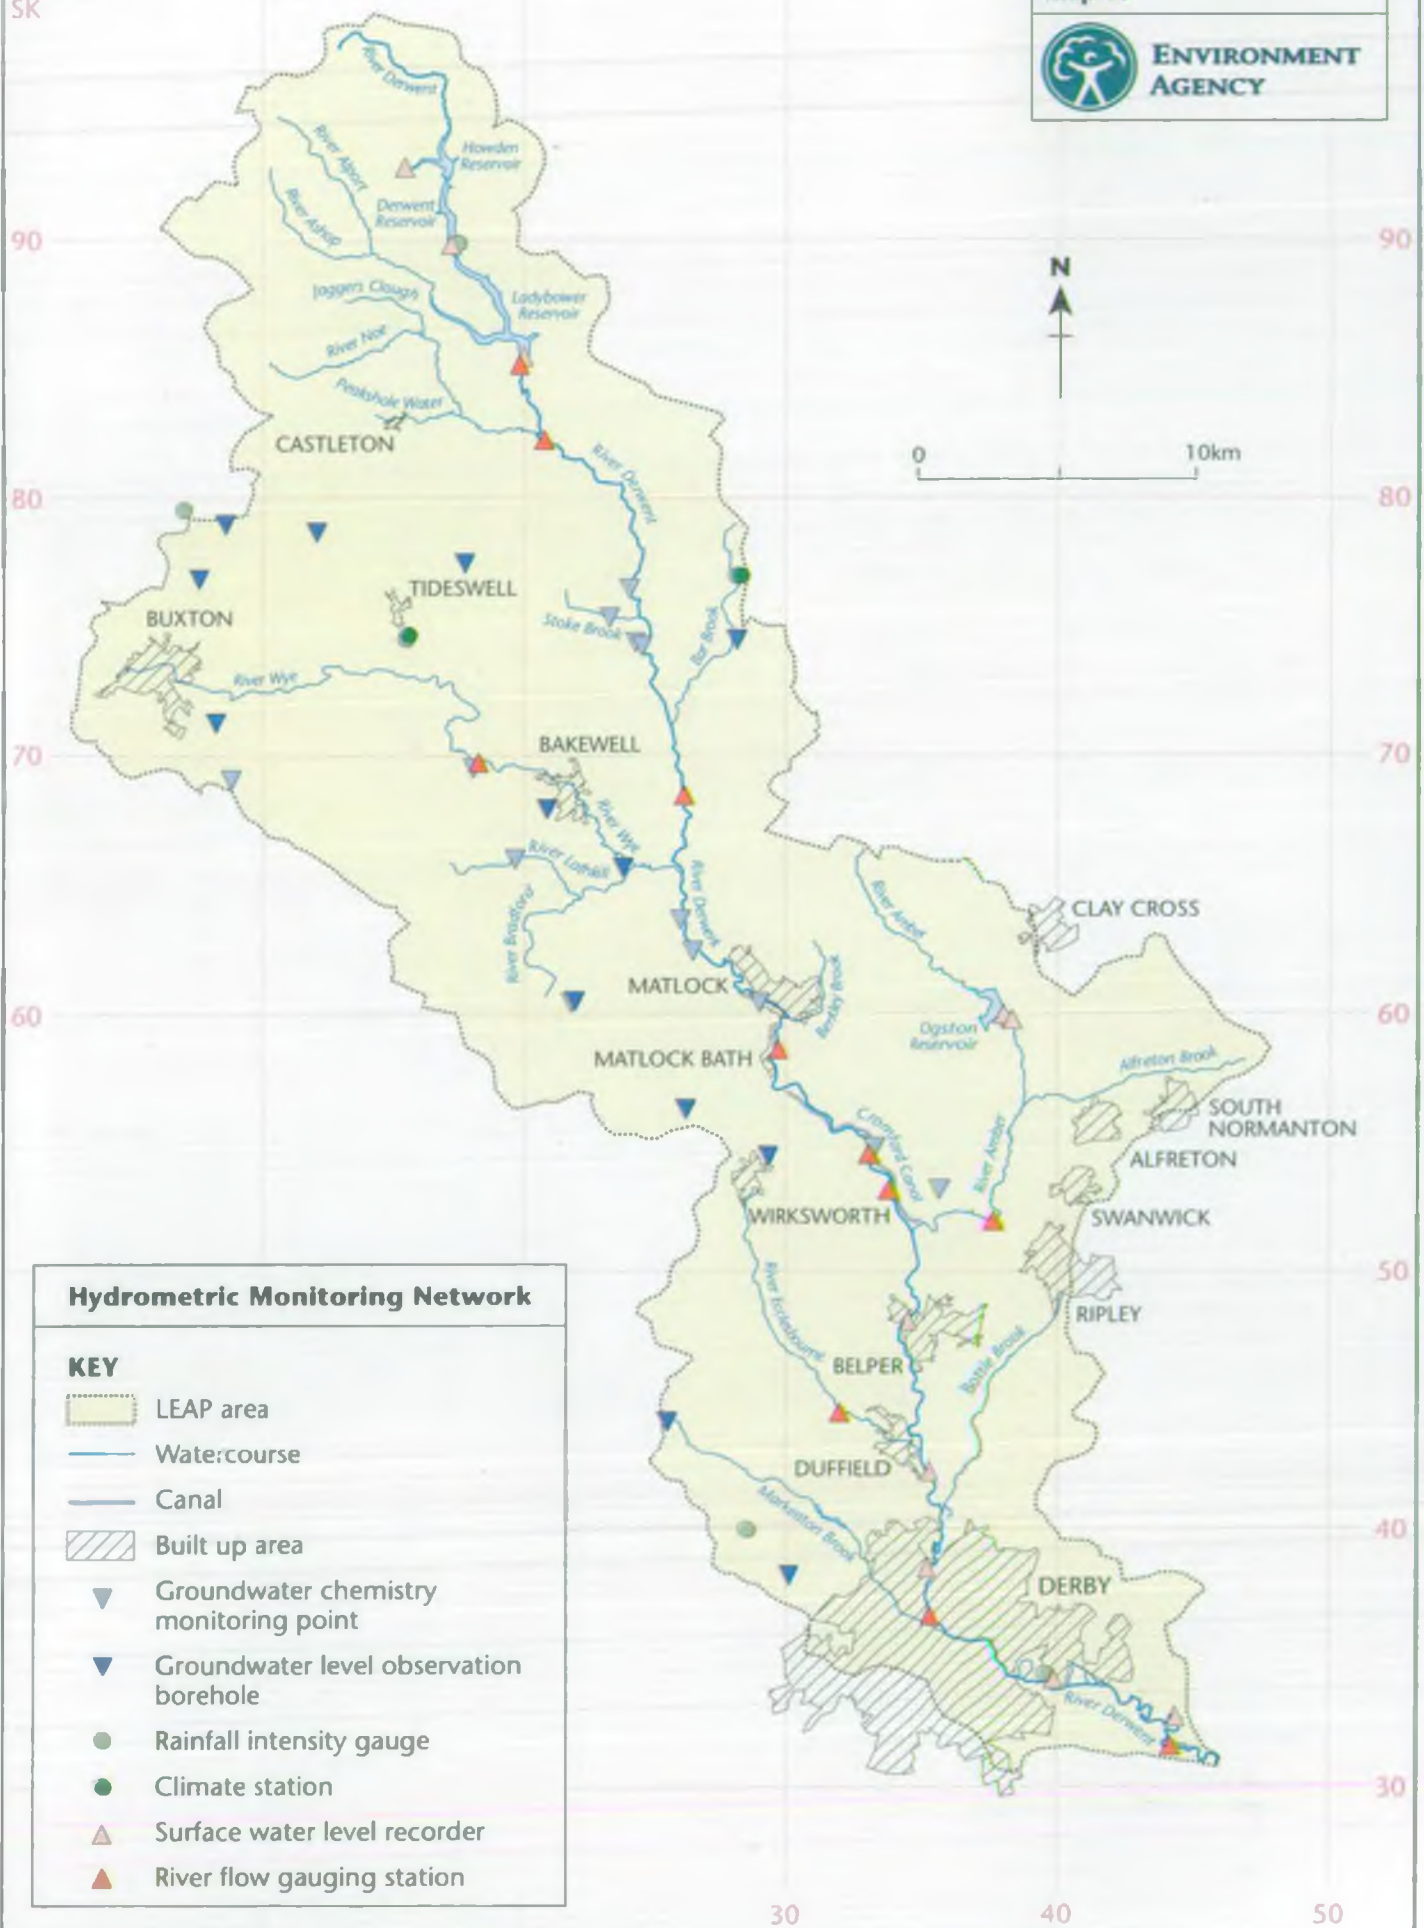 SK
ENVIRONMENT
AGENCY
River Derwent
River Alport
River Ashop
Howden
Reservoir
Derwent
Reservoir
90
90
N
Jaggers Clough
Ladybower
Reservoir
River Noe
Peakshole Water
CASTLETON
0
10km
River Derwent
80
80
TIDESWELL
BUXTON
Stoke Brook
Bar Brook
River Wye
BAKEWELL
70
70
River Wye
River Lathkill
River Bradford
River Derwent
River Amber
CLAY CROSS
MATLOCK
Bentley Brook
60
60
Ogston
Reservoir
MATLOCK BATH
Alfreton Brook
SOUTH
NORMANTON
Cromford Canal
River Amber
ALFRETON
WIRKSWORTH
SWANWICK
50
River Ecclesbourne
RIPLEY
BELPER
Bottle Brook
DUFFIELD
Markeaton Brook
40
DERBY
River Derwent
30
Hydrometric Monitoring Network
KEY
LEAP area
Watercourse
Canal
Built up area
Groundwater chemistry
monitoring point
Groundwater level observation
borehole
Rainfall intensity gauge
Climate station
Surface water level recorder
River flow gauging station
30
40
50